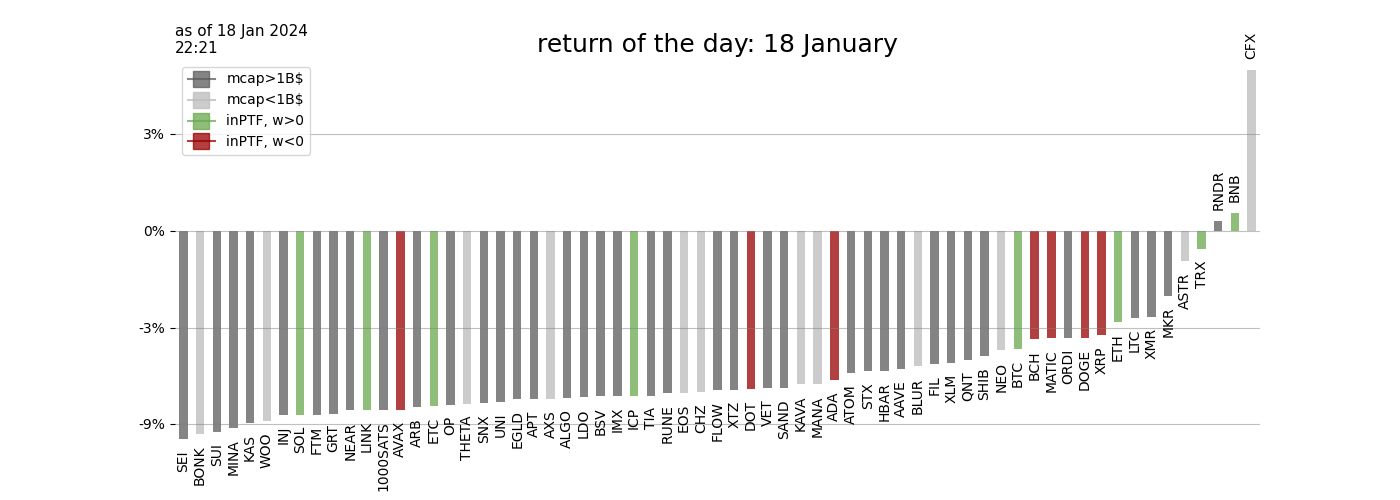 as of 18 Jan 2024
22:21
return of the day: 18 January
mcap>1B$
mcap<1B$
inPTF, w>0
inPTF, w<0
3%
0%
-3%
-9%
SEI
BONK
SUI
MINA
KAS
WOO
INJ
SOL
FTM
GRT
NEAR
LINK
1000SATS
AVAX
ARB
ETC
OP
THETA
SNX
UNI
EGLD
APT
AXS
ALGO
LDO
BSV
IMX
ICP
TIA
RUNE
EOS
CHZ
FLOW
XTZ
DOT
VET
SAND
KAVA
MANA
ADA
ATOM
STX
HBAR
AAVE
BLUR
FIL
XLM
QNT
SHIB
NEO
BTC
BCH
MATIC
ORDI
DOGE
XRP
ETH
LTC
XMR
MKR
ASTR
TRX
RNDR
BNB
CFX